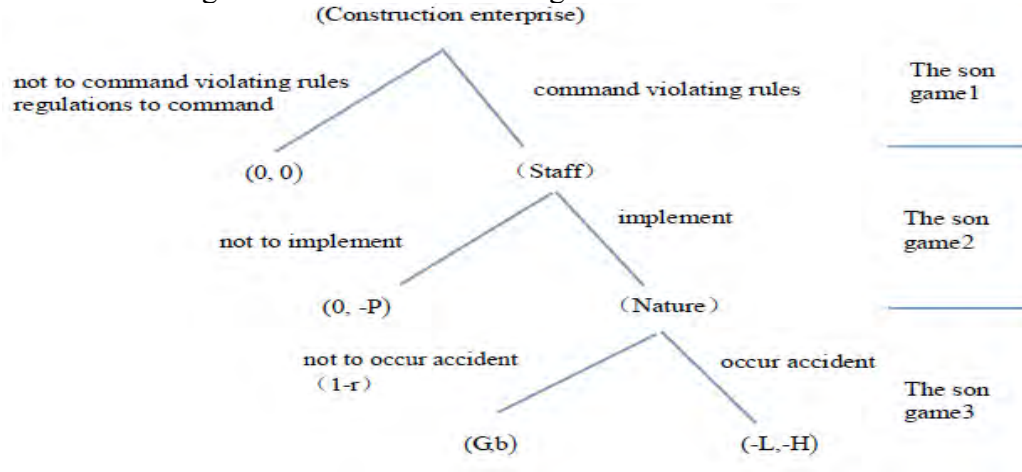 (Construction enterprise)
not to command violating rules
regulations to command
command violating rules
The son
game1
(0, 0)
(Staff)
not to implement
implement
The son
game2
(0, -P)
(Nature)
not to occur accident
(1-r)
occur accident
The son
game3
(G,b)
(-L,-H)